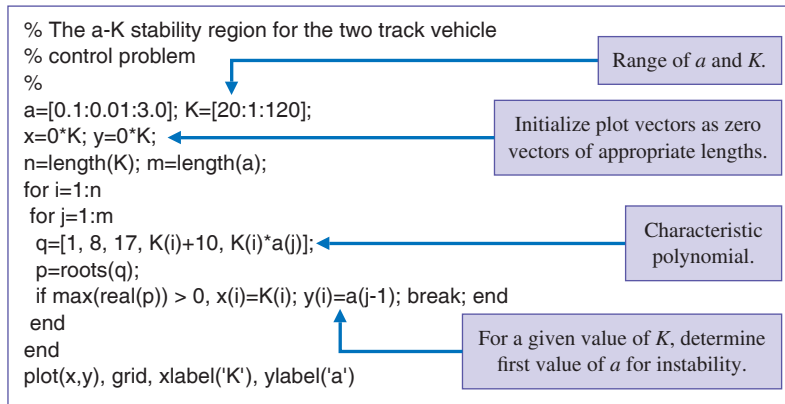 % The a-K stability region for the two track vehicle
% control problem
%
a=[0.1:0.01:3.0]; K=[20:1:120];
x=0*K; y=0*K;
n=length(K); m=length(a);
for i=1:n
for j=1:m
q=[1, 8, 17, K(i)+10, K(i)*a(j)];
p=roots(q);
if max(real(p)) > 0, x(i)=K(i); y(i)=a(j-1); break; end
end
end
plot(x,y), grid, xlabel('K'), ylabel('a')
Range of a and K.
Initialize plot vectors as zero
vectors of appropriate lengths.
Characteristic
polynomial.
For a given value of K, determine
first value of a for instability.